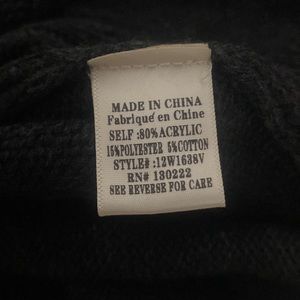 MADE IN CHINA
Fabriqué en Chine
SELF :80%ACRYLIC
15%POLYESTER 5%COTTON
STYLE# :12W1638V
RN# 130222
SEE REVERSE FOR CARE